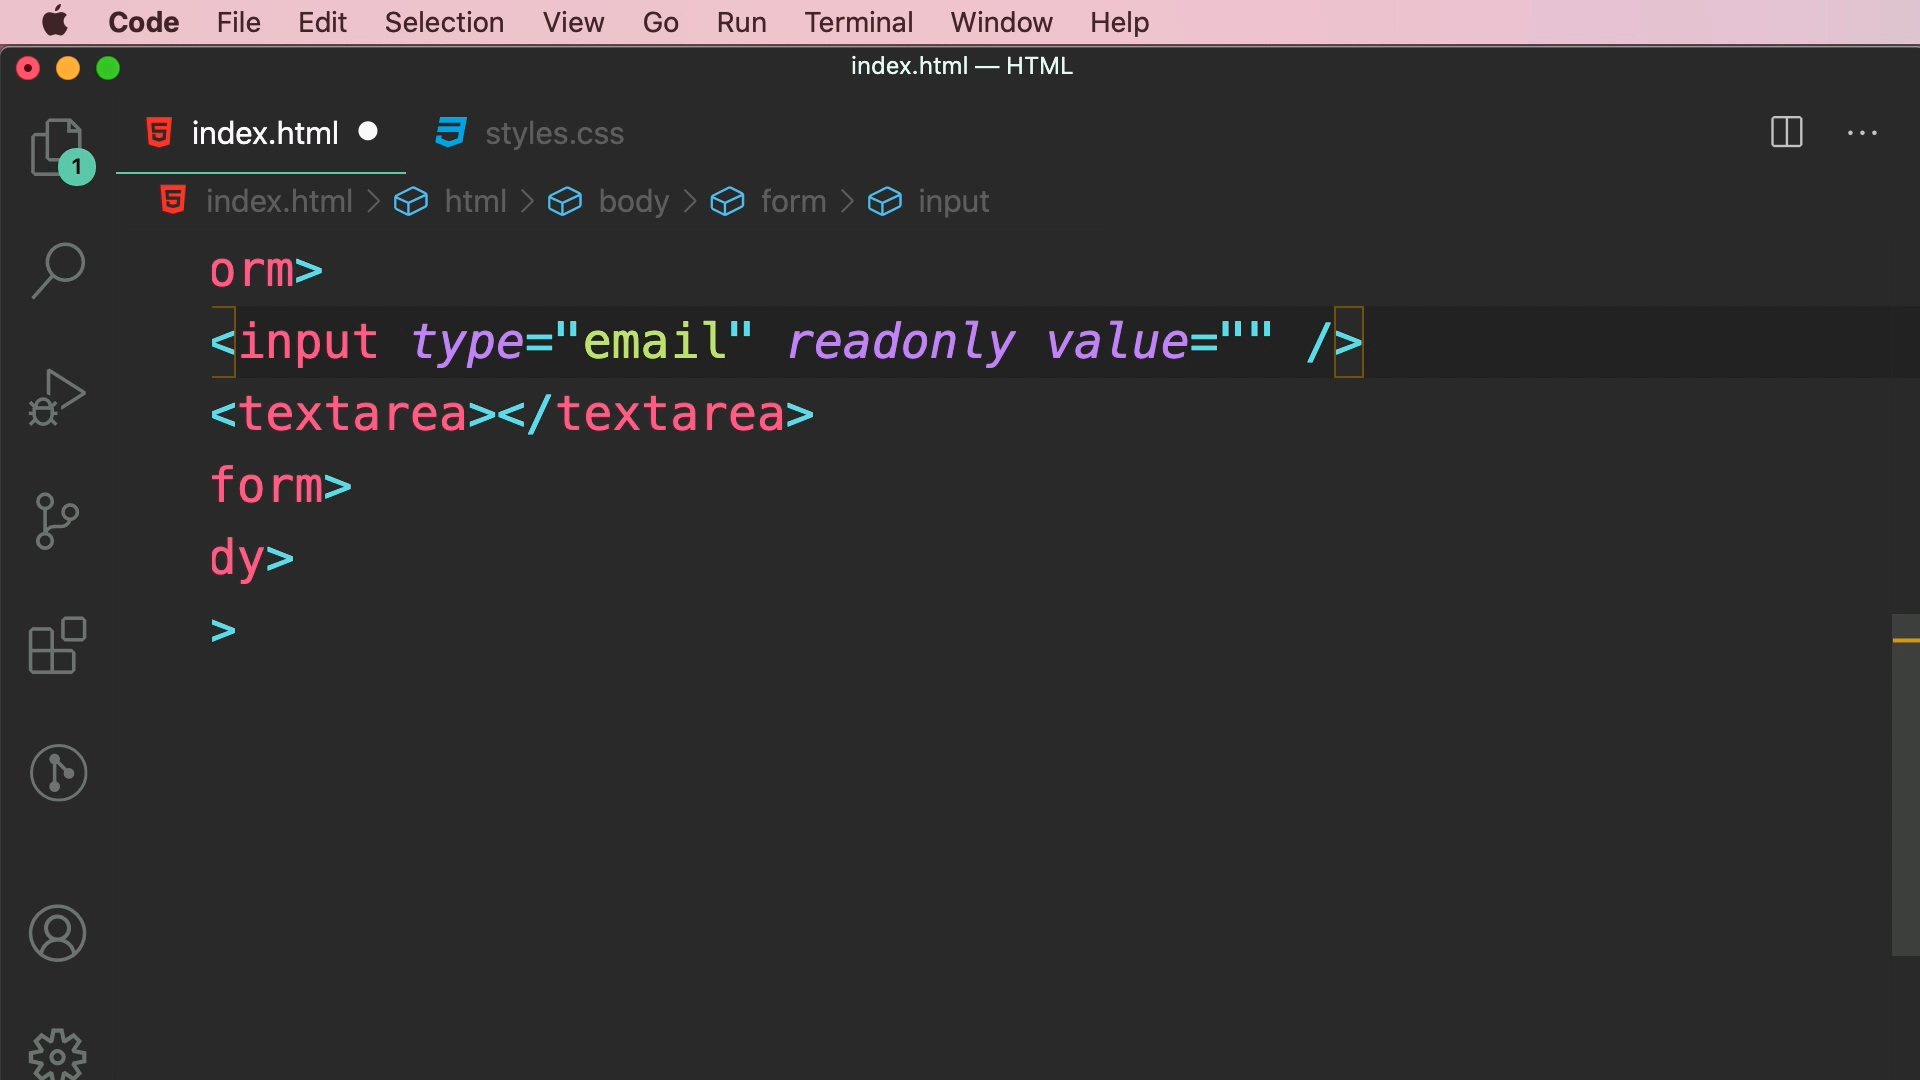 Code File Edit Selection View Go Run Terminal Window Help
index.html — HTML
index.html styles.css
1
index.html > html > body > form > input
orm>
<input type="email" readonly value="" />
<textarea></textarea>
form>
dy>
>